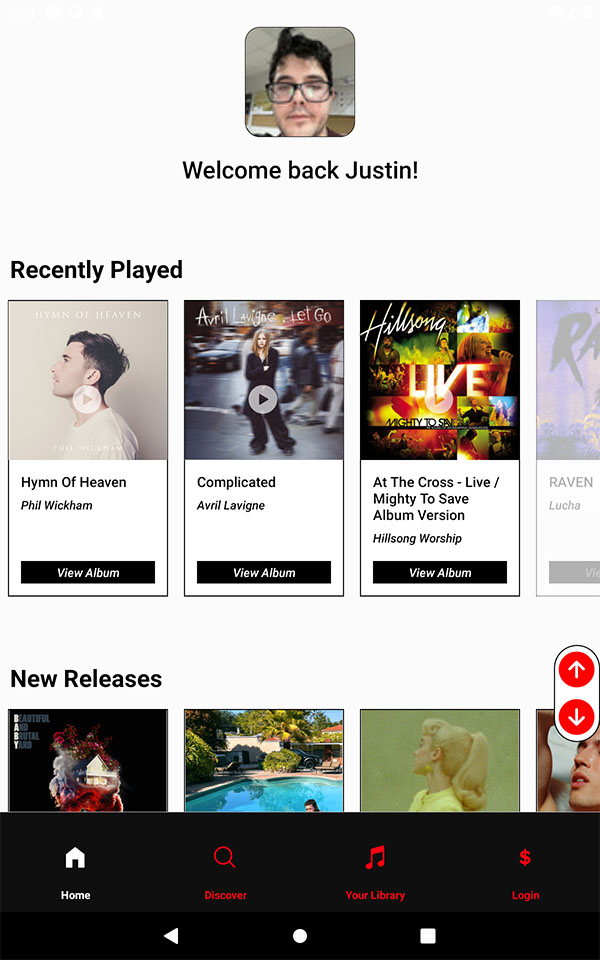 3:38
Welcome back Justin!
Recently Played
HYMN OF HEAVEN
PHIL WICKHAM
Hymn Of Heaven
Phil Wickham
View Album
Avril Lavigne . Let Go
Complicated
Avril Lavigne
View Album
Hillsong
LIVE
MIGHTY TO SAVE
At The Cross - Live /
Mighty To Save
Album Version
Hillsong Worship
View Album
RAVEN
Lucha
New Releases
BEAUTIFUL
AND
BRUTAL
YARD
Home
Discover
Your Library
$
Login